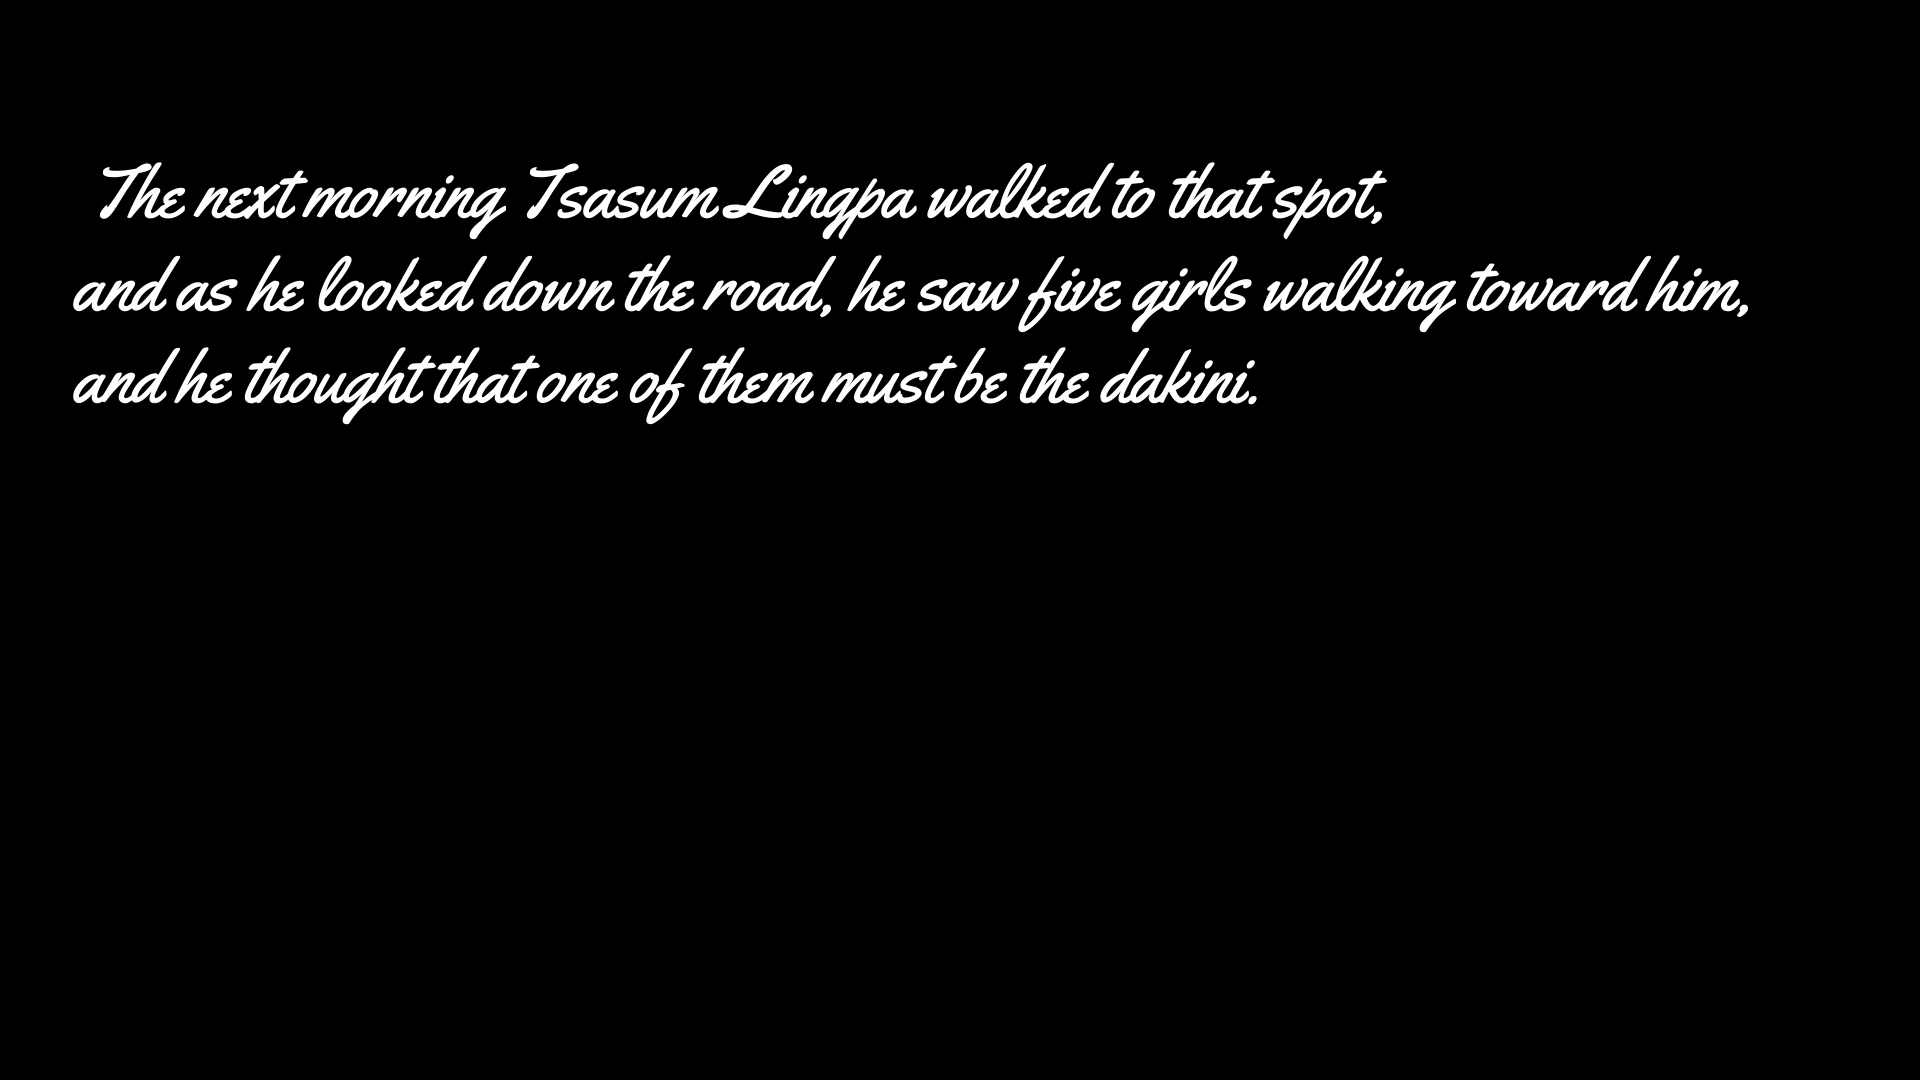 The next morning Tsasum Lingpa walked to that spot,
and as he looked down the road, he saw five girls walking toward him,
and he thought that one of them must be the dakini.